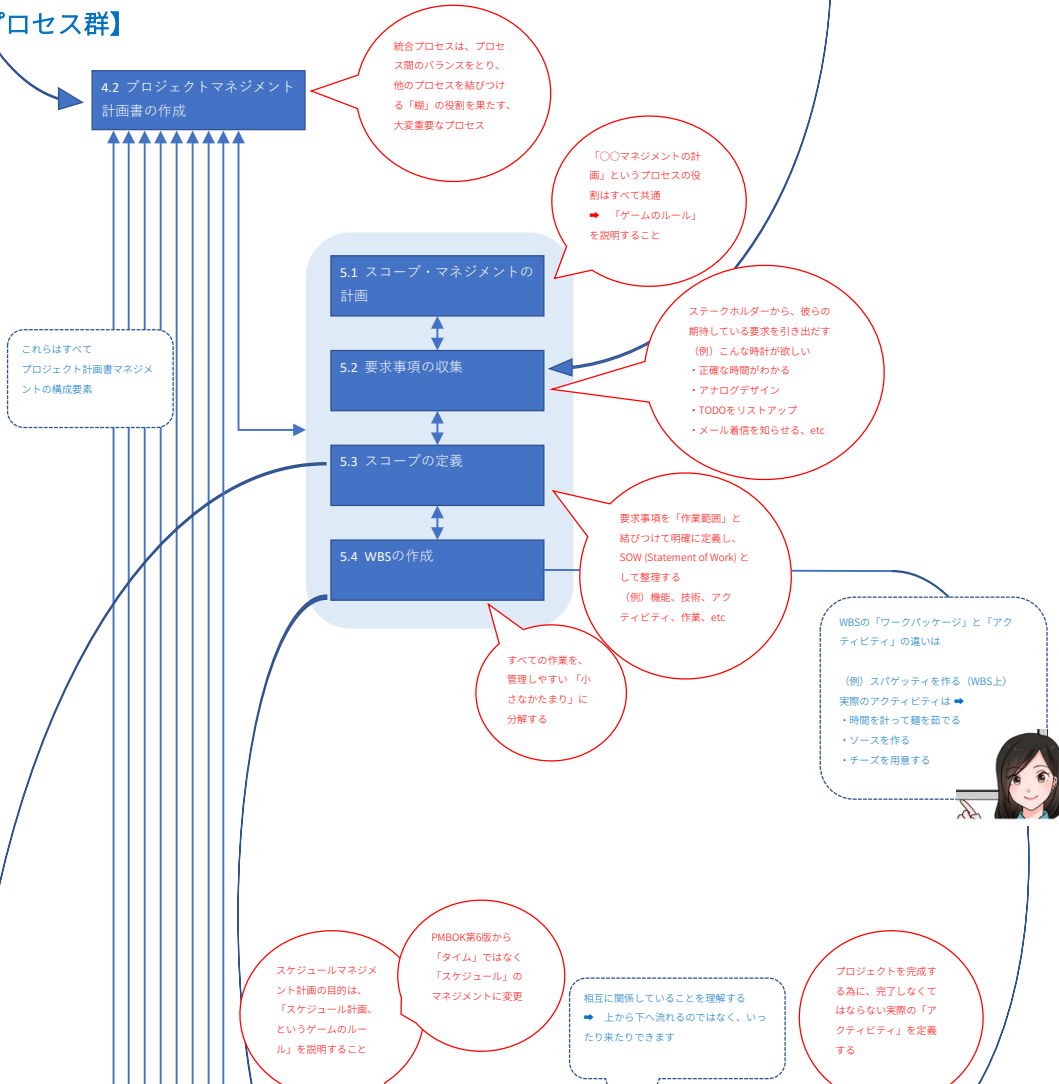 プロセス群】
4.2 プロジェクトマネジメント
計画書の作成
統合プロセスは、プロセ
ス間のバランスをとり、
他のプロセスを結びつけ
る「糊」の役割を果たす、
大変重要なプロセス
「〇〇マネジメントの計
画」というプロセスの役
割はすべて共通
➡ 「ゲームのルール」
を説明すること
5.1 スコープ・マネジメントの
計画
ステークホルダーから、彼らの
期待している要求を引き出だす
（例）こんな時計が欲しい
・正確な時間がわかる
・アナログデザイン
・TODOをリストアップ
・メール着信を知らせる、etc
これらはすべて
プロジェクト計画書マネジメ
ントの構成要素
5.2 要求事項の収集
5.3 スコープの定義
要求事項を「作業範囲」と
結びつけて明確に定義し、
SOW (Statement of Work) と
して整理する
（例）機能、技術、アク
ティビティ、作業、etc
5.4 WBSの作成
すべての作業を、
管理しやすい 「小
さなかたまり」に
分解する
WBSの「ワークパッケージ」と「アク
ティビティ」の違いは
（例）スパゲッティを作る（WBS上）
実際のアクティビティは ➡
・時間を計って麺を茹でる
・ソースを作る
・チーズを用意する
スケジュールマネジメ
ント計画の目的は、
「スケジュール計画、
というゲームのルー
ル」を説明すること
PMBOK第6版から
「タイム」ではなく
「スケジュール」の
マネジメントに変更
相互に関係していることを理解する
➡ 上から下へ流れるのではなく、いっ
たり来たりできます
プロジェクトを完成す
る為に、完了しなくて
はならない実際の「ア
クティビティ」を定義
する